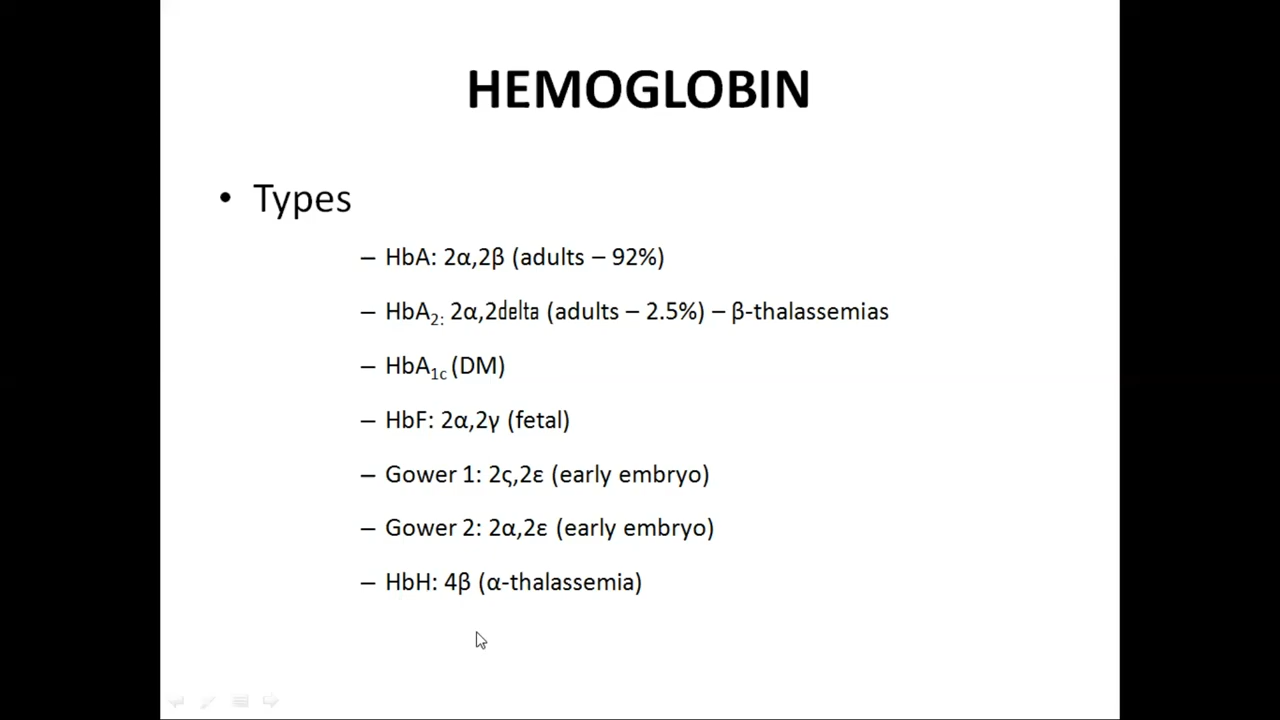 HEMOGLOBIN
• Types
– HbA: 2α,2β (adults – 92%)
– HbA2: 2α,2delta (adults – 2.5%) – β-thalassemias
– HbA1c (DM)
– HbF: 2α,2γ (fetal)
– Gower 1: 2ς,2ε (early embryo)
– Gower 2: 2α,2ε (early embryo)
– HbH: 4β (α-thalassemia)